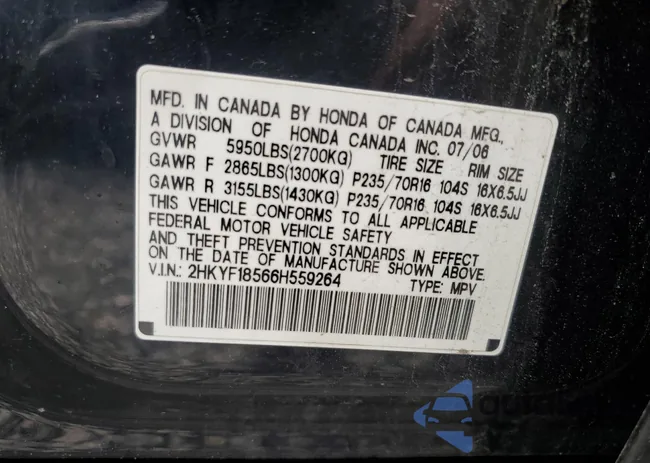 MFD. IN CANADA BY HONDA OF CANADA MFG.,
A DIVISION OF HONDA CANADA INC. 07/06
GVWR 5950LBS(2700KG) TIRE SIZE RIM SIZE
GAWR F 2865LBS(1300KG) P235/70R16 104S 16X6.5JJ
GAWR R 3155LBS(1430KG) P235/70R16 104S 16X6.5JJ
THIS VEHICLE CONFORMS TO ALL APPLICABLE
FEDERAL MOTOR VEHICLE SAFETY
AND THEFT PREVENTION STANDARDS IN EFFECT
ON THE DATE OF MANUFACTURE SHOWN ABOVE.
V.I.N.: 2HKYF18566H559264 TYPE: MPV